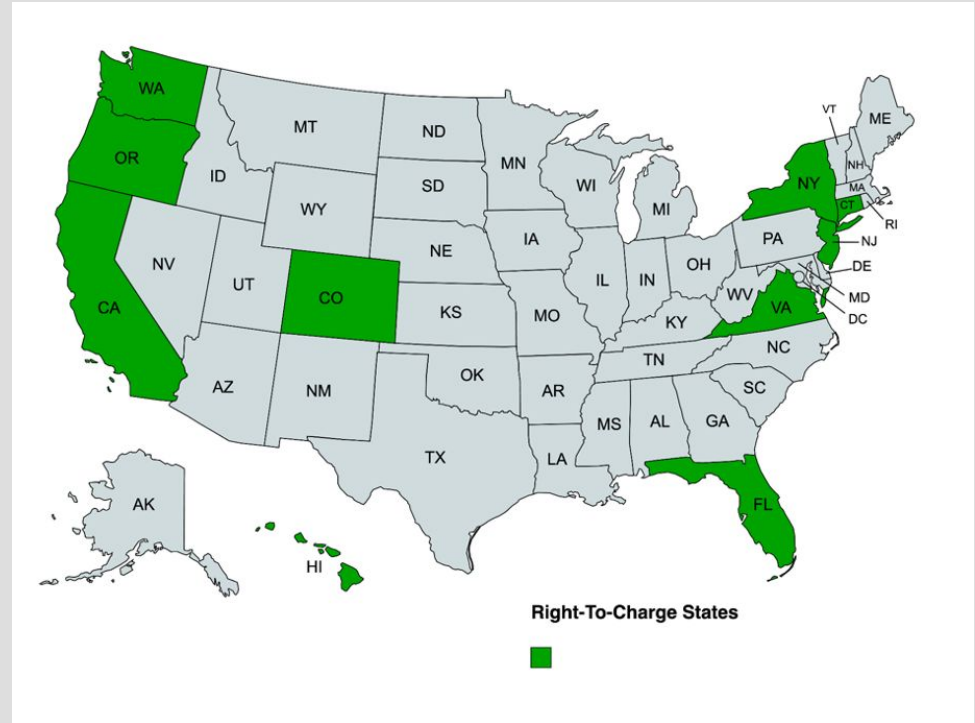 WA
MT
ND
MN
VT
ME
OR
ID
SD
WI
NH
NY
MA
WY
MI
CT
RI
NE
IA
PA
NJ
NV
UT
CO
IL
IN
OH
DE
CA
KS
MO
WV
VA
MD
DC
KY
AZ
NM
OK
AR
TN
NC
SC
TX
MS
AL
GA
LA
AK
FL
HI
Right-To-Charge States